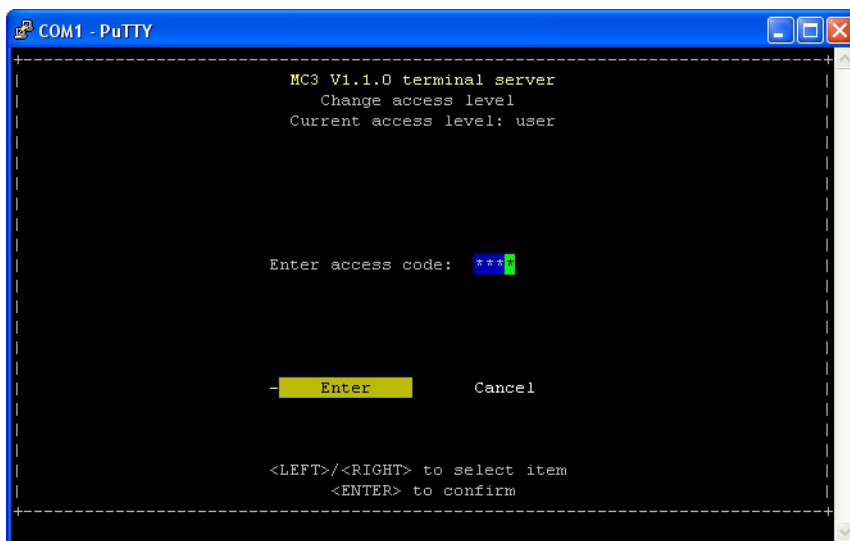 COM1 - PuTTY
MC3 V1.1.0 terminal server
Change access level
Current access level: user
Enter access code: ****
- Enter Cancel
<LEFT>/<RIGHT> to select item
<ENTER> to confirm